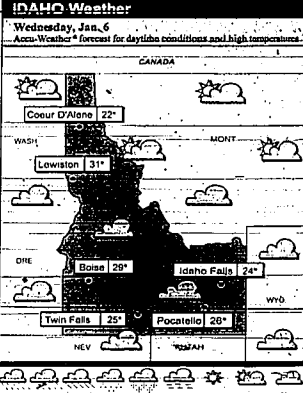 IDAHO Weather
Wednesday, Jan. 6
Accu-Weather® forecast for daytime conditions and high temperatures
CANADA
Coeur D'Alene 22°
WASH
MONT
Lewiston 31°
ORE
Boise 29°
Idaho Falls 24°
WYO
Twin Falls 25°
Pocatello 26°
NEV
UTAH